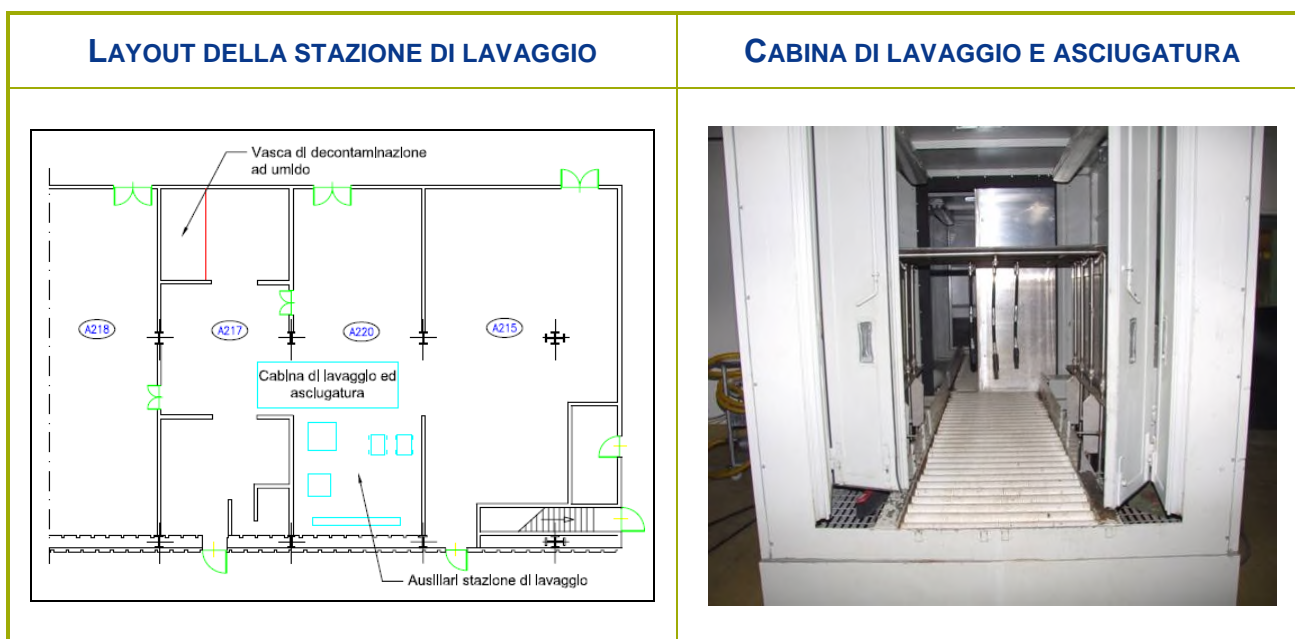 LAYOUT DELLA STAZIONE DI LAVAGGIO
CABINA DI LAVAGGIO E ASCIUGATURA
Vasca di decontaminazione
ad umido
A218
A217
A220
A215
Cabina di lavaggio ed
asciugatura
Ausiliari stazione di lavaggio